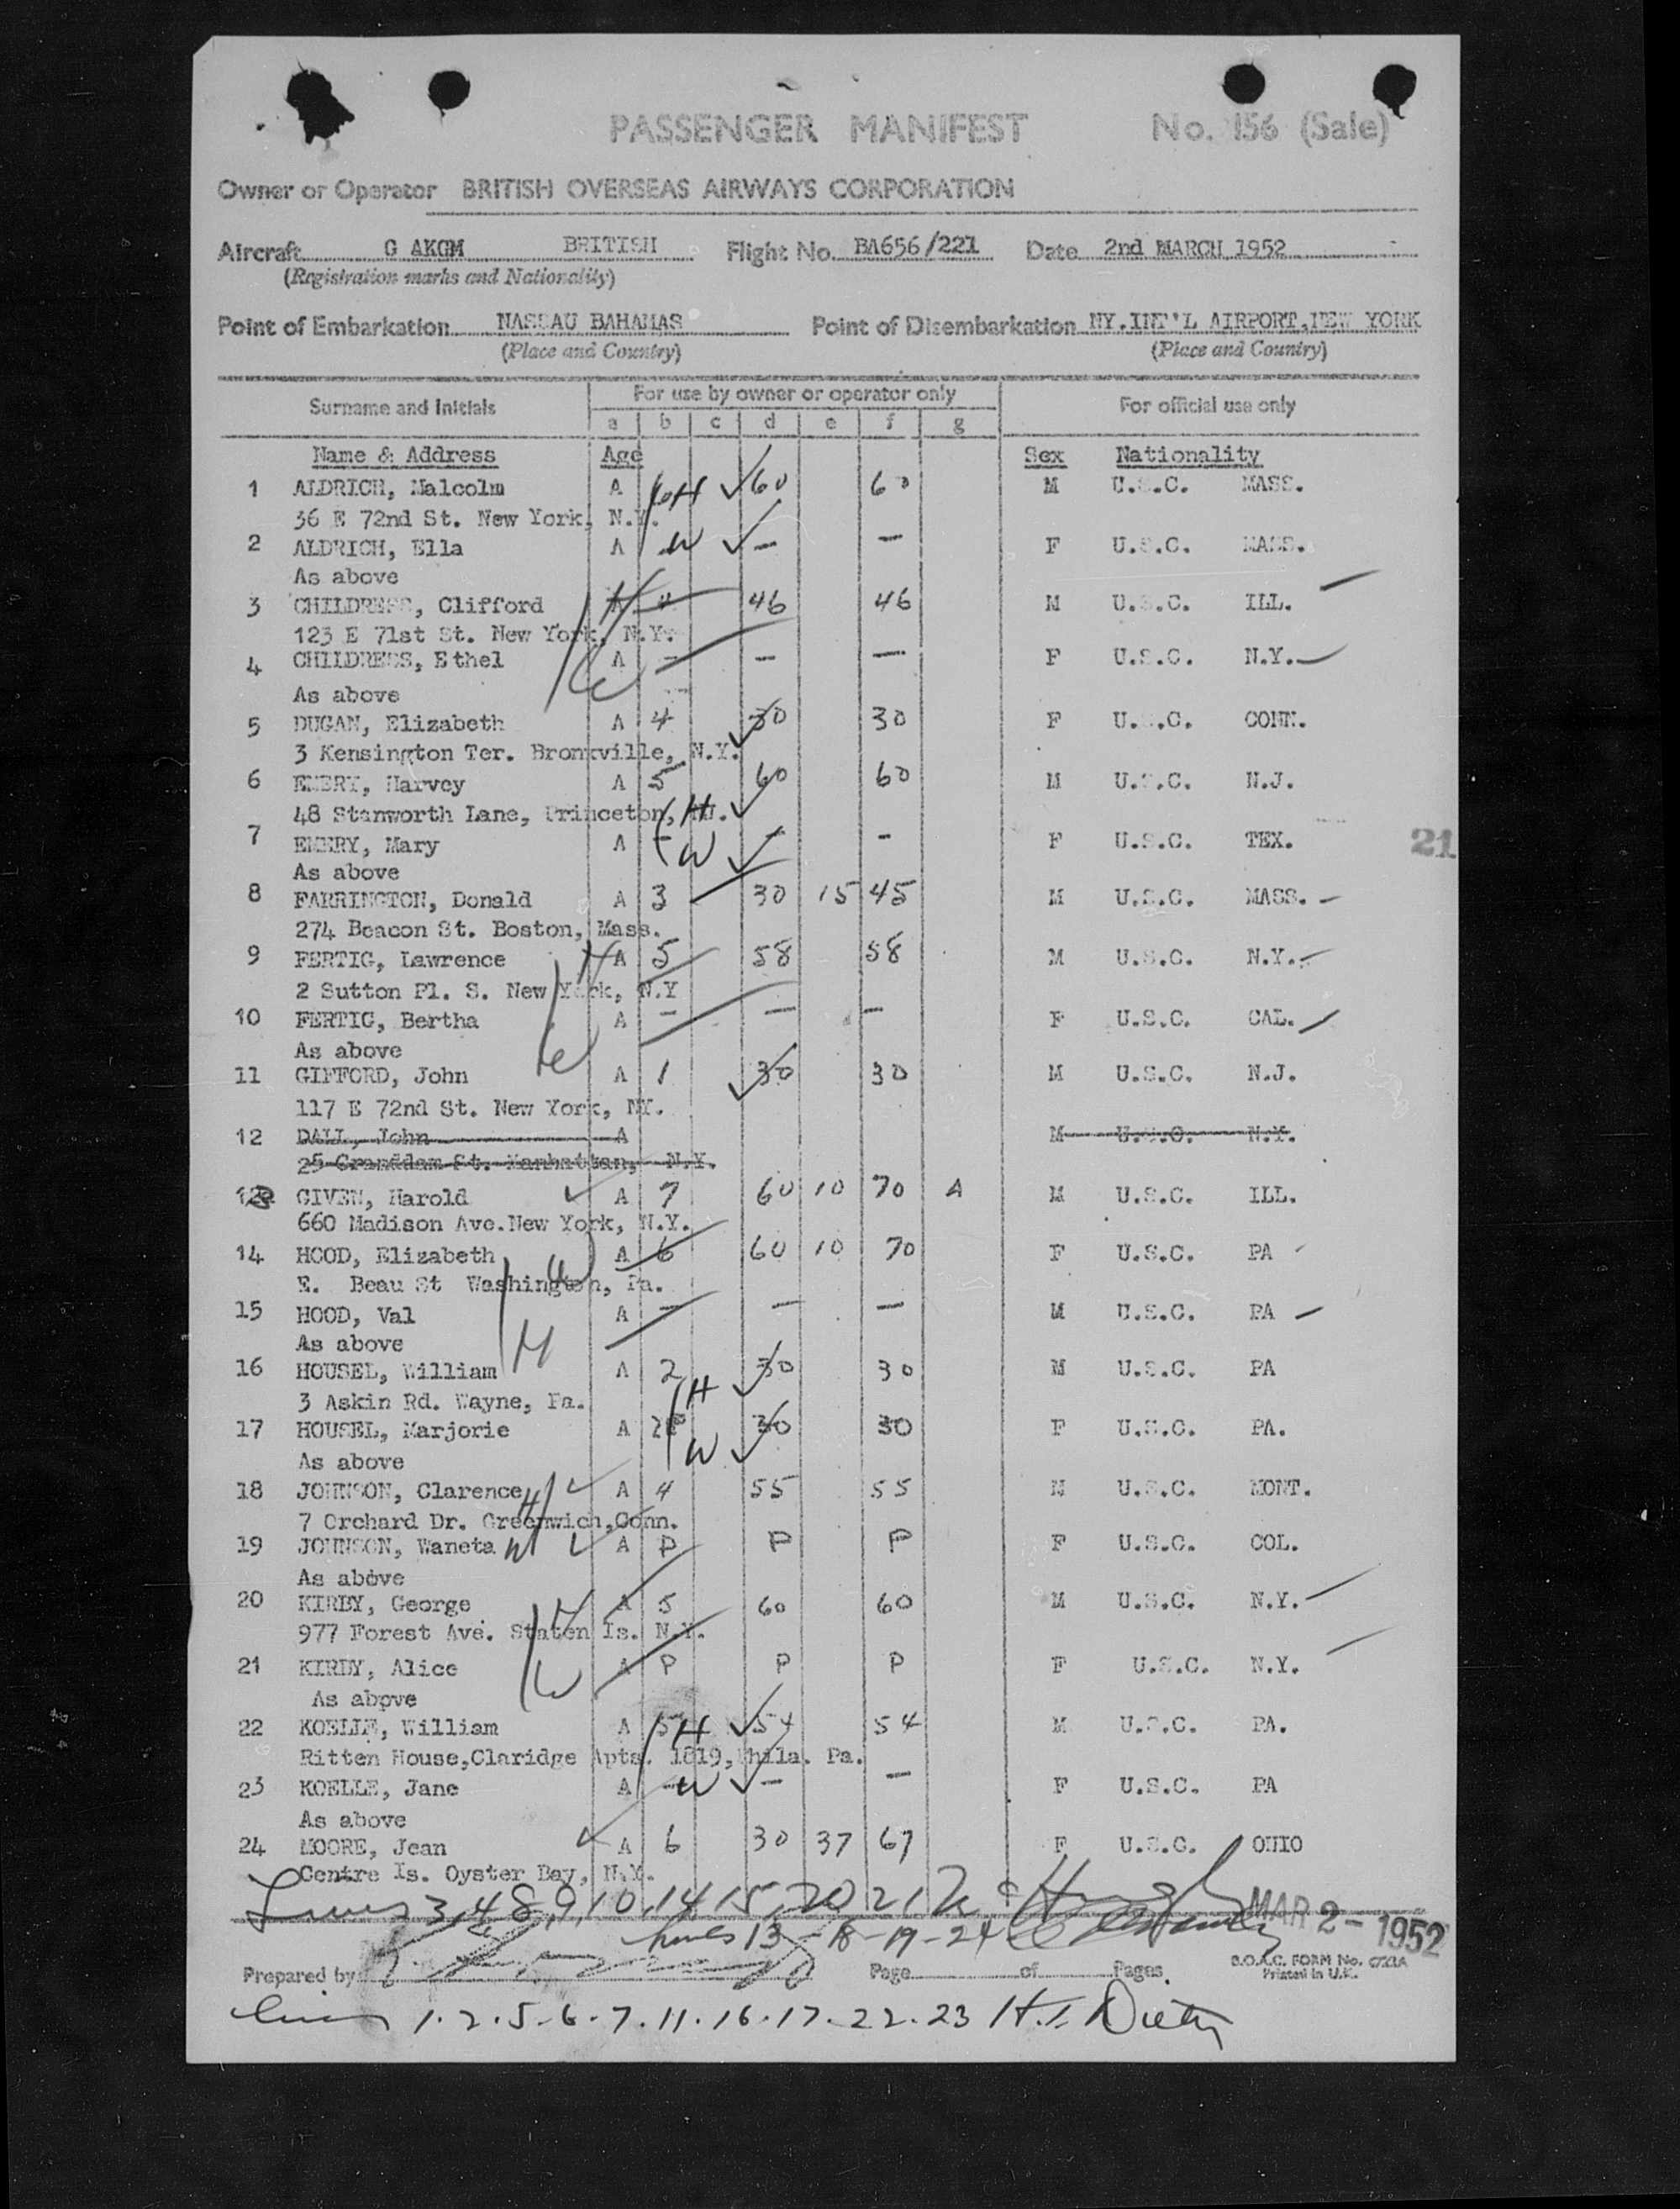 PASSENGER MANIFEST No. 156 (Sale)
Owner or Operator BRITISH OVERSEAS AIRWAYS CORPORATION
Aircraft G AKGM BRITISH Flight No. BA656/221 Date 2nd MARCH 1952
(Registration marks and Nationality)
Point of Embarkation NASSAU BAHAMAS Point of Disembarkation NY.INT'L AIRPORT,NEW YORK
(Place and Country) (Place and Country)
Surname and Initials For use by owner or operator only For official use only
a b c d e f g
Name & Address Age Sex Nationality
1 ALDRICH, Malcolm A 6 H 60 60 M U.S.C. MASS.
36 E 72nd St. New York, N.Y.
2 ALDRICH, Ella A - W - - F U.S.C. MASS.
As above
3 CHILDRESS, Clifford A 4 H 46 46 M U.S.C. ILL.
123 E 71st St. New York, N.Y.
4 CHILDRESS, Ethel A - W - - F U.S.C. N.Y.
As above
5 DUGAN, Elizabeth A 4 30 30 F U.S.C. CONN.
3 Kensington Ter. Bronxville, N.Y.
6 EMERY, Harvey A 5 60 60 M U.S.C. N.J.
48 Stanworth Lane, Princeton, H
7 EMERY, Mary A - W - - F U.S.C. TEX. 21
As above
8 FARRINGTON, Donald A 3 30 15 45 M U.S.C. MASS.
274 Beacon St. Boston, Mass.
9 FERTIG, Lawrence H A 5 58 58 M U.S.C. N.Y.
2 Sutton Pl. S. New York, N.Y
10 FERTIG, Bertha W A - - - F U.S.C. CAL.
As above
11 GIFFORD, John A 1 30 30 M U.S.C. N.J.
117 E 72nd St. New York, NY.
12 DALL, John A M U.S.C. N.Y.
25 St. Manhattan, N.Y.
13 GIVEN, Harold A 7 60 10 70 A M U.S.C. ILL.
660 Madison Ave.New York, N.Y.
14 HOOD, Elizabeth W A 6 60 10 70 F U.S.C. PA
E. Beau St Washington, Pa.
15 HOOD, Val H A - - - M U.S.C. PA
As above
16 HOUSEL, William A 2 H 30 30 M U.S.C. PA
3 Askin Rd. Wayne, Pa.
17 HOUSEL, Marjorie A 2 W 30 30 F U.S.C. PA.
As above
18 JOHNSON, Clarence H A 4 55 55 M U.S.C. MONT.
7 Orchard Dr. Greenwich,Conn.
19 JOHNSON, Waneta W A P P P F U.S.C. COL.
As above
20 KIRBY, George H A 5 60 60 M U.S.C. N.Y.
977 Forest Ave. Staten Is. N.Y.
21 KIRBY, Alice W A P P P F U.S.C. N.Y.
As above
22 KOELLE, William A 5 H 54 54 M U.S.C. PA.
Ritten House,Claridge Apts. 1819,Phila. Pa.
23 KOELLE, Jane A - W - - F U.S.C. PA
As above
24 MOORE, Jean A 6 30 37 67 F U.S.C. OHIO
Centre Is. Oyster Bay, N.Y.
Lines 3,4,8,9,10,14,15,20,21 MAR 2 - 1952
lines 13 - 18 - 19 - 24
Prepared by Page of Pages B.O.A.C. FORM No.
Printed in U.K.
Lines 1.2.5.6.7.11.16.17.22.23 H.